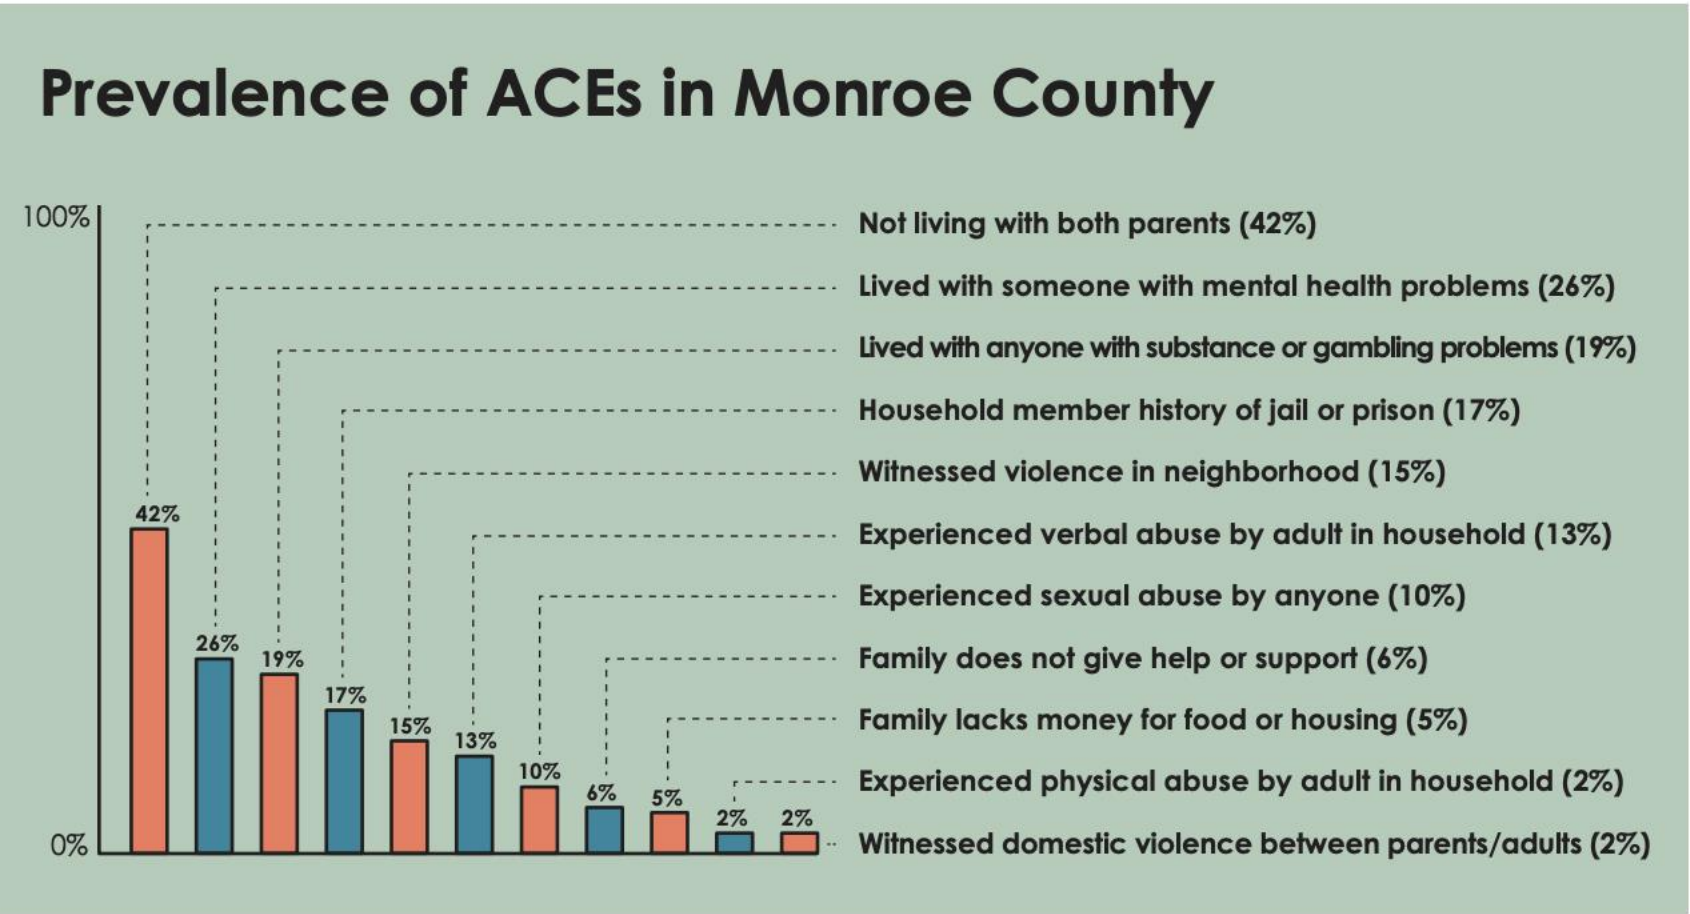 Prevalence of ACEs in Monroe County
100%
Not living with both parents (42%)
Lived with someone with mental health problems (26%)
Lived with anyone with substance or gambling problems (19%)
Household member history of jail or prison (17%)
Witnessed violence in neighborhood (15%)
42%
Experienced verbal abuse by adult in household (13%)
Experienced sexual abuse by anyone (10%)
26%
19%
Family does not give help or support (6%)
17%
15%
13%
Family lacks money for food or housing (5%)
10%
6%
5%
Experienced physical abuse by adult in household (2%)
2%
2%
0%
Witnessed domestic violence between parents/adults (2%)